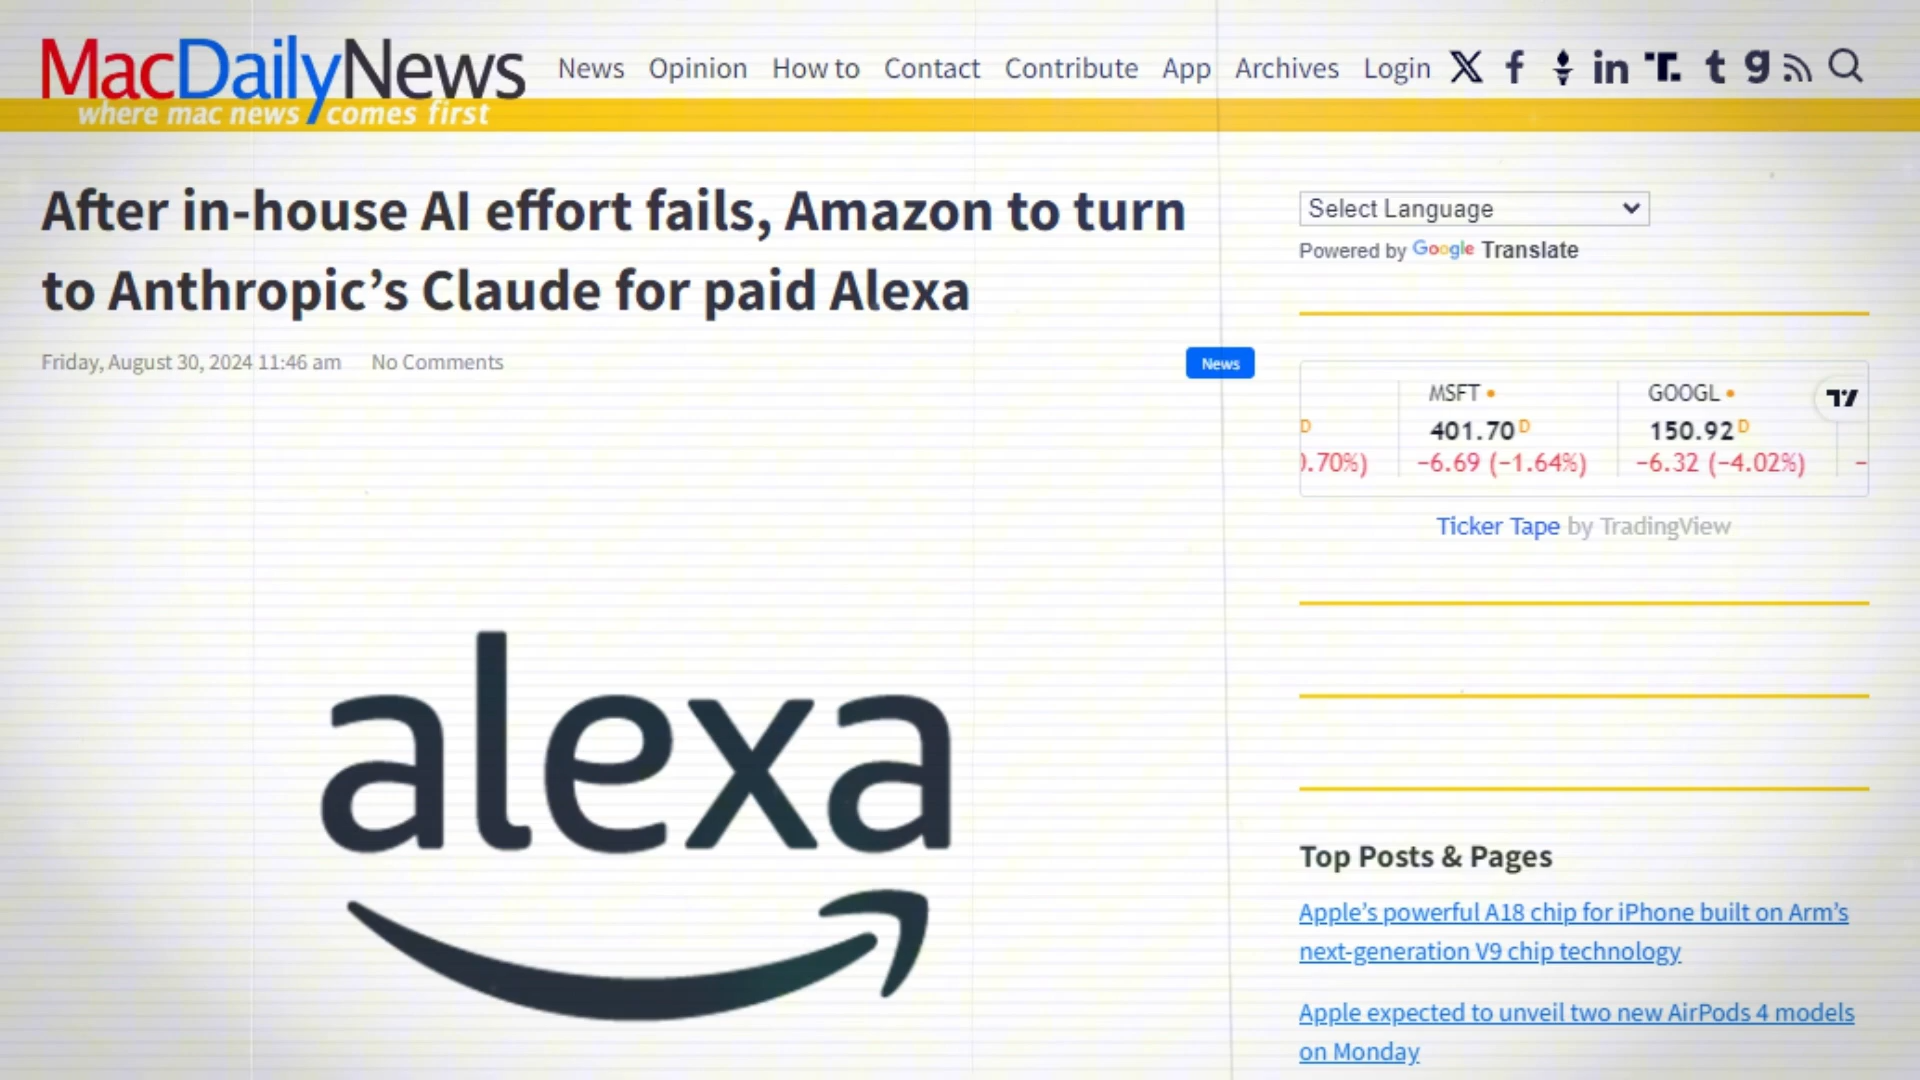 MacDailyNews
where mac news comes first
News Opinion How to Contact Contribute App Archives Login
After in-house AI effort fails, Amazon to turn
to Anthropic’s Claude for paid Alexa
Friday, August 30, 2024 11:46 am No Comments
News
alexa
Select Language
Powered by Google Translate
D
MSFT
401.70 D
−6.69 (−1.64%)
GOOGL
150.92 D
−6.32 (−4.02%)
.70%)
Ticker Tape by TradingView
Top Posts & Pages
Apple’s powerful A18 chip for iPhone built on Arm’s
next-generation V9 chip technology
Apple expected to unveil two new AirPods 4 models
on Monday